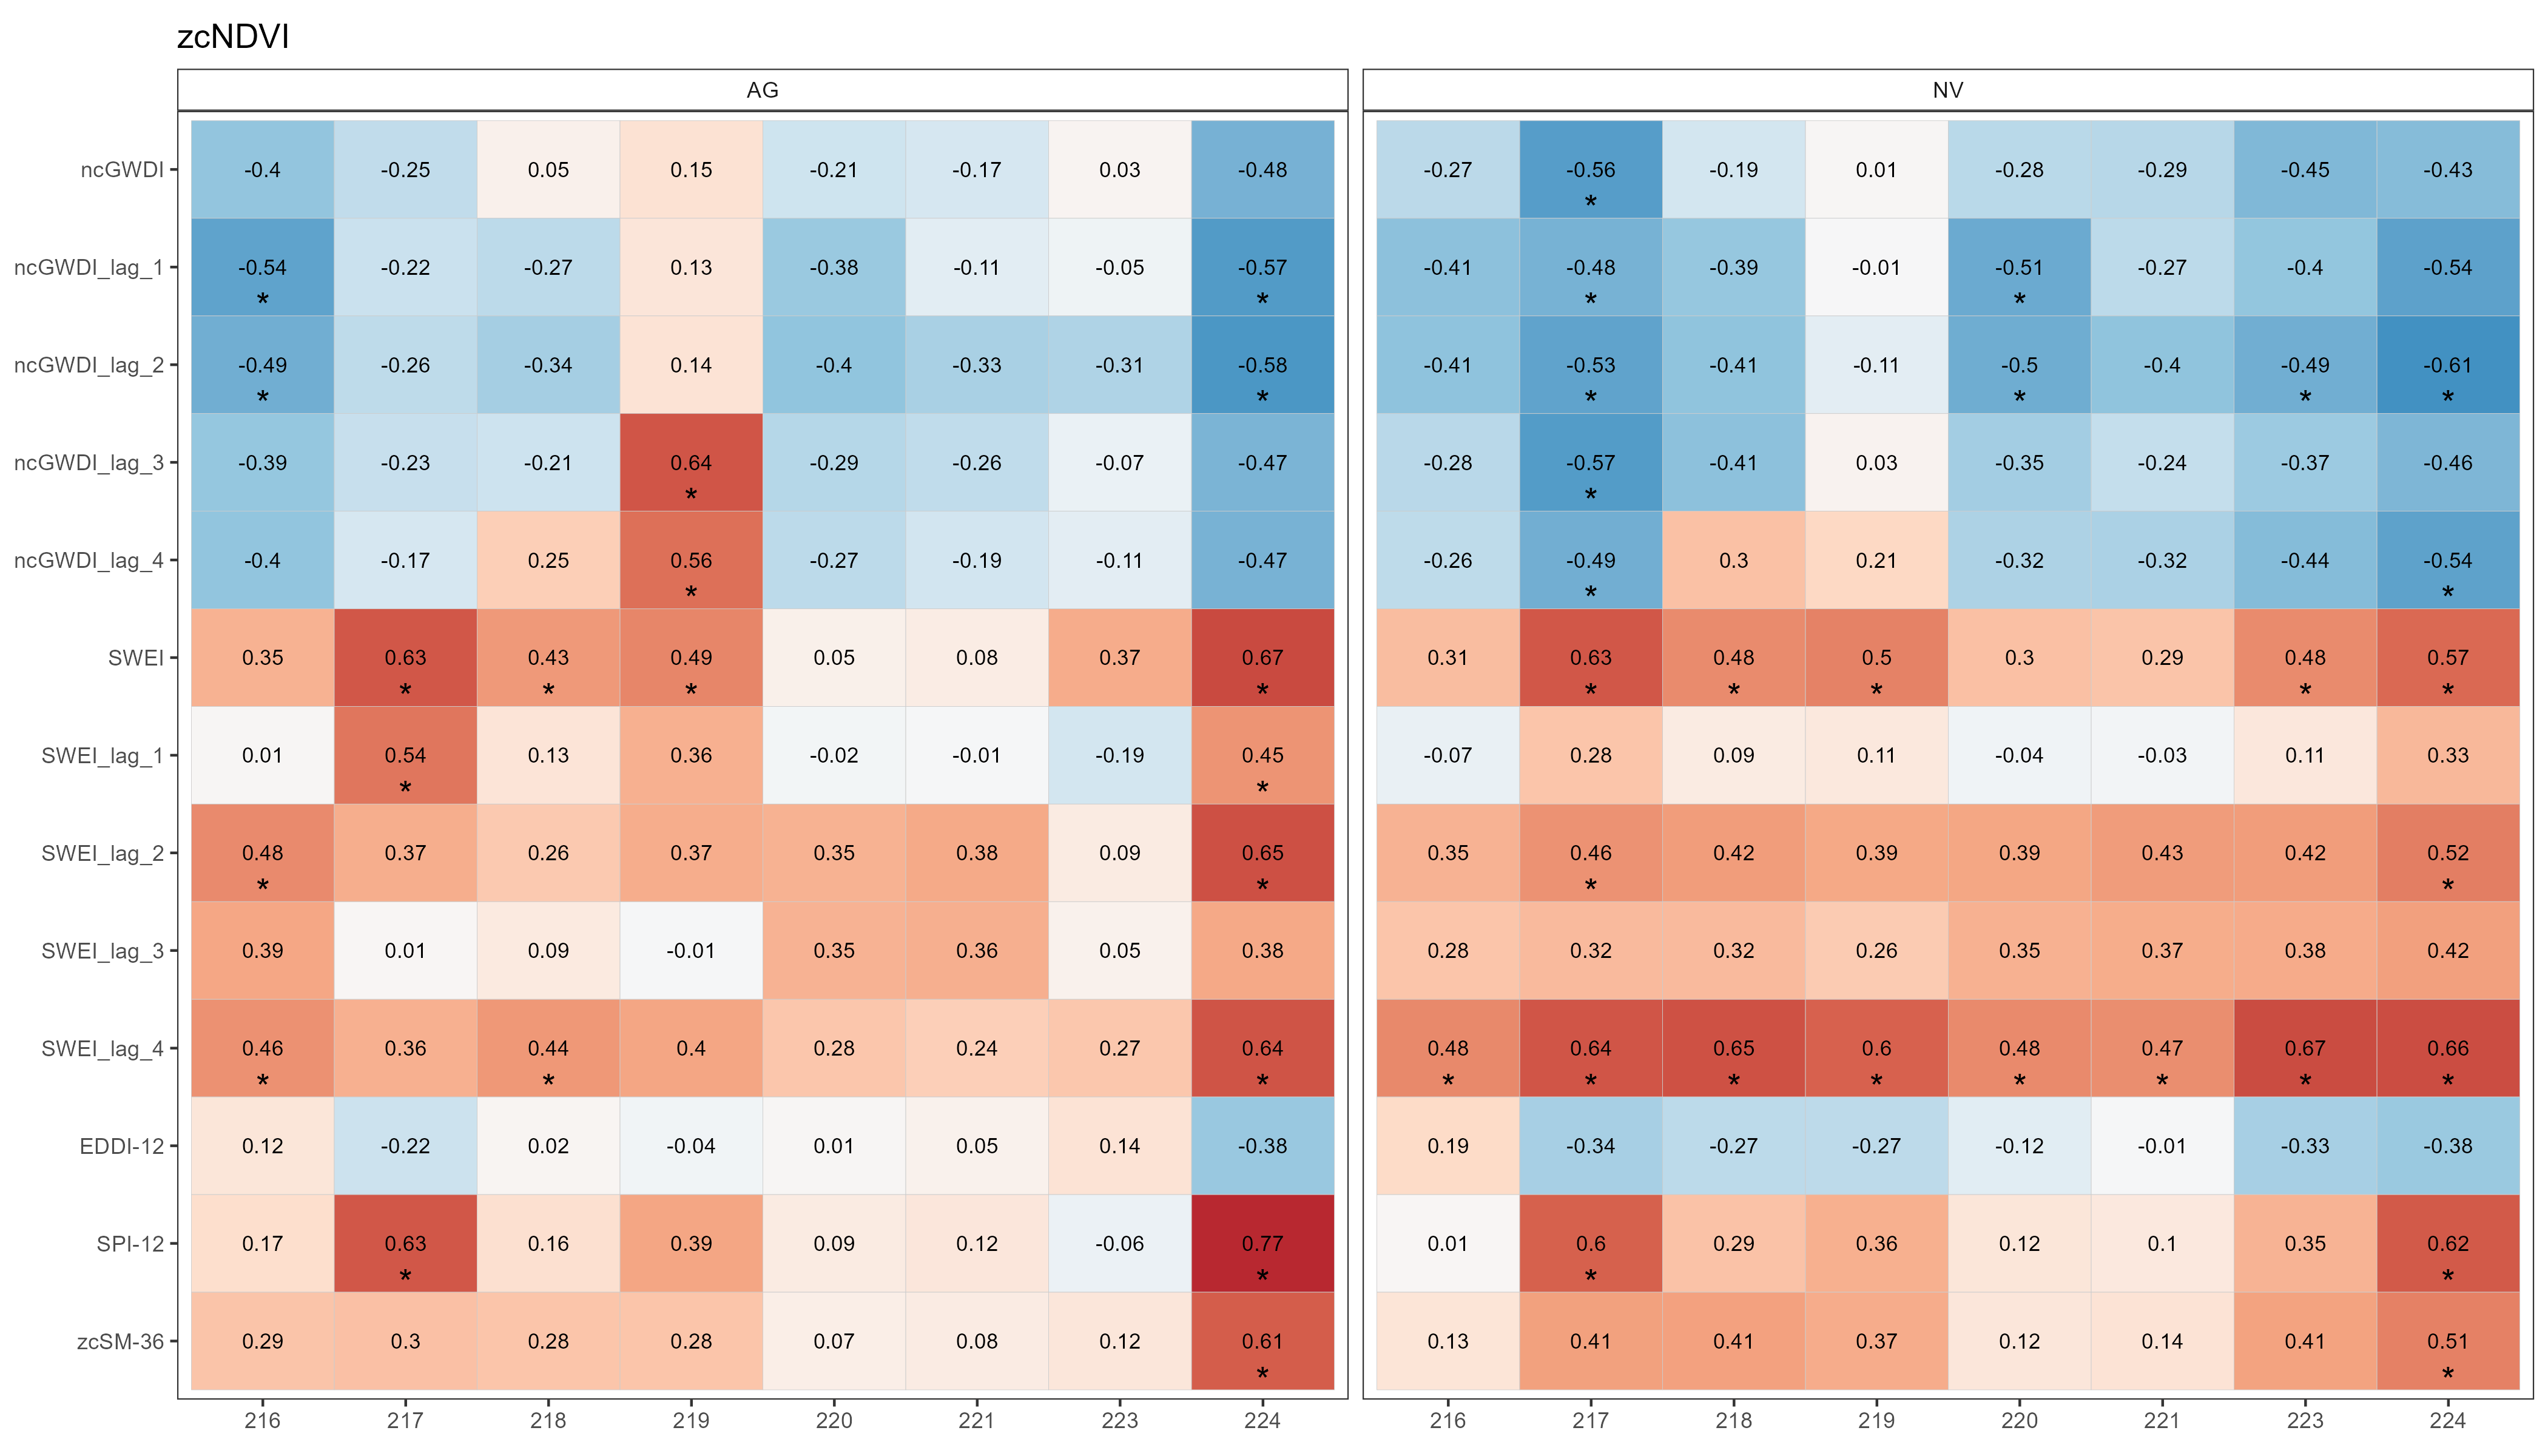 zcNDVI
AG NV
ncGWDI -0.4 -0.25 0.05 0.15 -0.21 -0.17 0.03 -0.48 -0.27 -0.56 -0.19 0.01 -0.28 -0.29 -0.45 -0.43
*
ncGWDI_lag_1 -0.54 -0.22 -0.27 0.13 -0.38 -0.11 -0.05 -0.57 -0.41 -0.48 -0.39 -0.01 -0.51 -0.27 -0.4 -0.54
* * * *
ncGWDI_lag_2 -0.49 -0.26 -0.34 0.14 -0.4 -0.33 -0.31 -0.58 -0.41 -0.53 -0.41 -0.11 -0.5 -0.4 -0.49 -0.61
* * * * * *
ncGWDI_lag_3 -0.39 -0.23 -0.21 0.64 -0.29 -0.26 -0.07 -0.47 -0.28 -0.57 -0.41 0.03 -0.35 -0.24 -0.37 -0.46
* *
ncGWDI_lag_4 -0.4 -0.17 0.25 0.56 -0.27 -0.19 -0.11 -0.47 -0.26 -0.49 0.3 0.21 -0.32 -0.32 -0.44 -0.54
* * *
SWEI 0.35 0.63 0.43 0.49 0.05 0.08 0.37 0.67 0.31 0.63 0.48 0.5 0.3 0.29 0.48 0.57
* * * * * * * * *
SWEI_lag_1 0.01 0.54 0.13 0.36 -0.02 -0.01 -0.19 0.45 -0.07 0.28 0.09 0.11 -0.04 -0.03 0.11 0.33
* *
SWEI_lag_2 0.48 0.37 0.26 0.37 0.35 0.38 0.09 0.65 0.35 0.46 0.42 0.39 0.39 0.43 0.42 0.52
* * * *
SWEI_lag_3 0.39 0.01 0.09 -0.01 0.35 0.36 0.05 0.38 0.28 0.32 0.32 0.26 0.35 0.37 0.38 0.42
SWEI_lag_4 0.46 0.36 0.44 0.4 0.28 0.24 0.27 0.64 0.48 0.64 0.65 0.6 0.48 0.47 0.67 0.66
* * * * * * * * * * *
EDDI-12 0.12 -0.22 0.02 -0.04 0.01 0.05 0.14 -0.38 0.19 -0.34 -0.27 -0.27 -0.12 -0.01 -0.33 -0.38
SPI-12 0.17 0.63 0.16 0.39 0.09 0.12 -0.06 0.77 0.01 0.6 0.29 0.36 0.12 0.1 0.35 0.62
* * * *
zcSM-36 0.29 0.3 0.28 0.28 0.07 0.08 0.12 0.61 0.13 0.41 0.41 0.37 0.12 0.14 0.41 0.51
* *
216 217 218 219 220 221 223 224 216 217 218 219 220 221 223 224